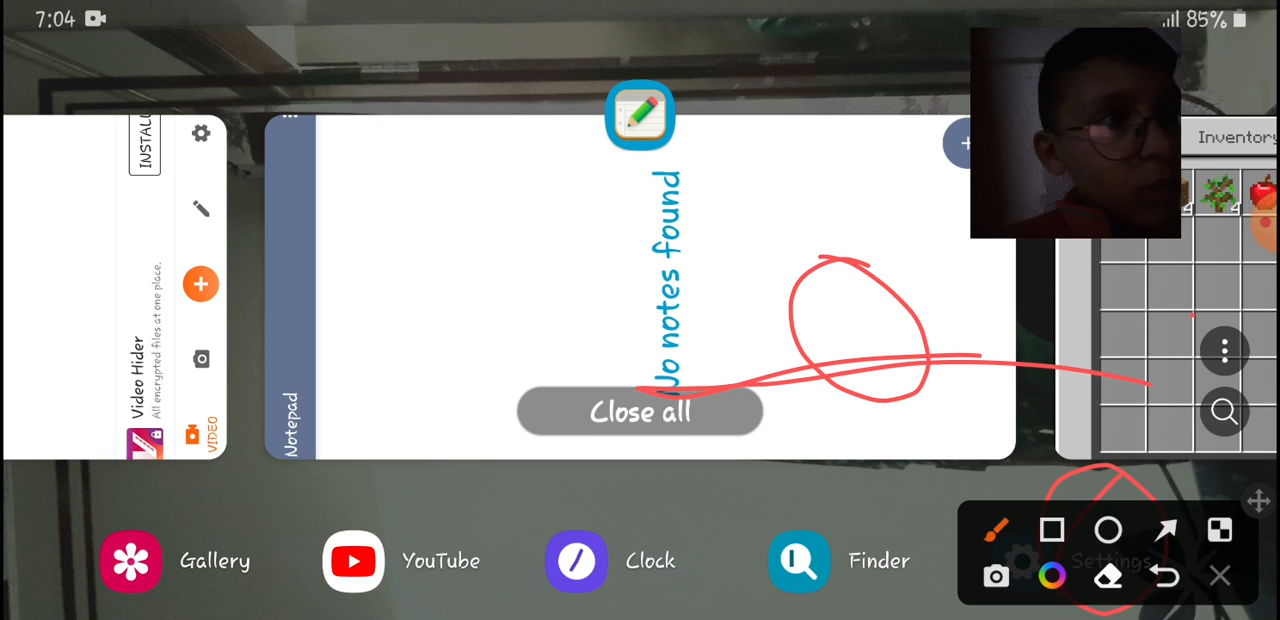 7:04
85%
INSTALL
Video Hider
All encrypted files at one place.
VIDEO
Notepad
No notes found
Inventory
Close all
Gallery
YouTube
Clock
Finder
Settings